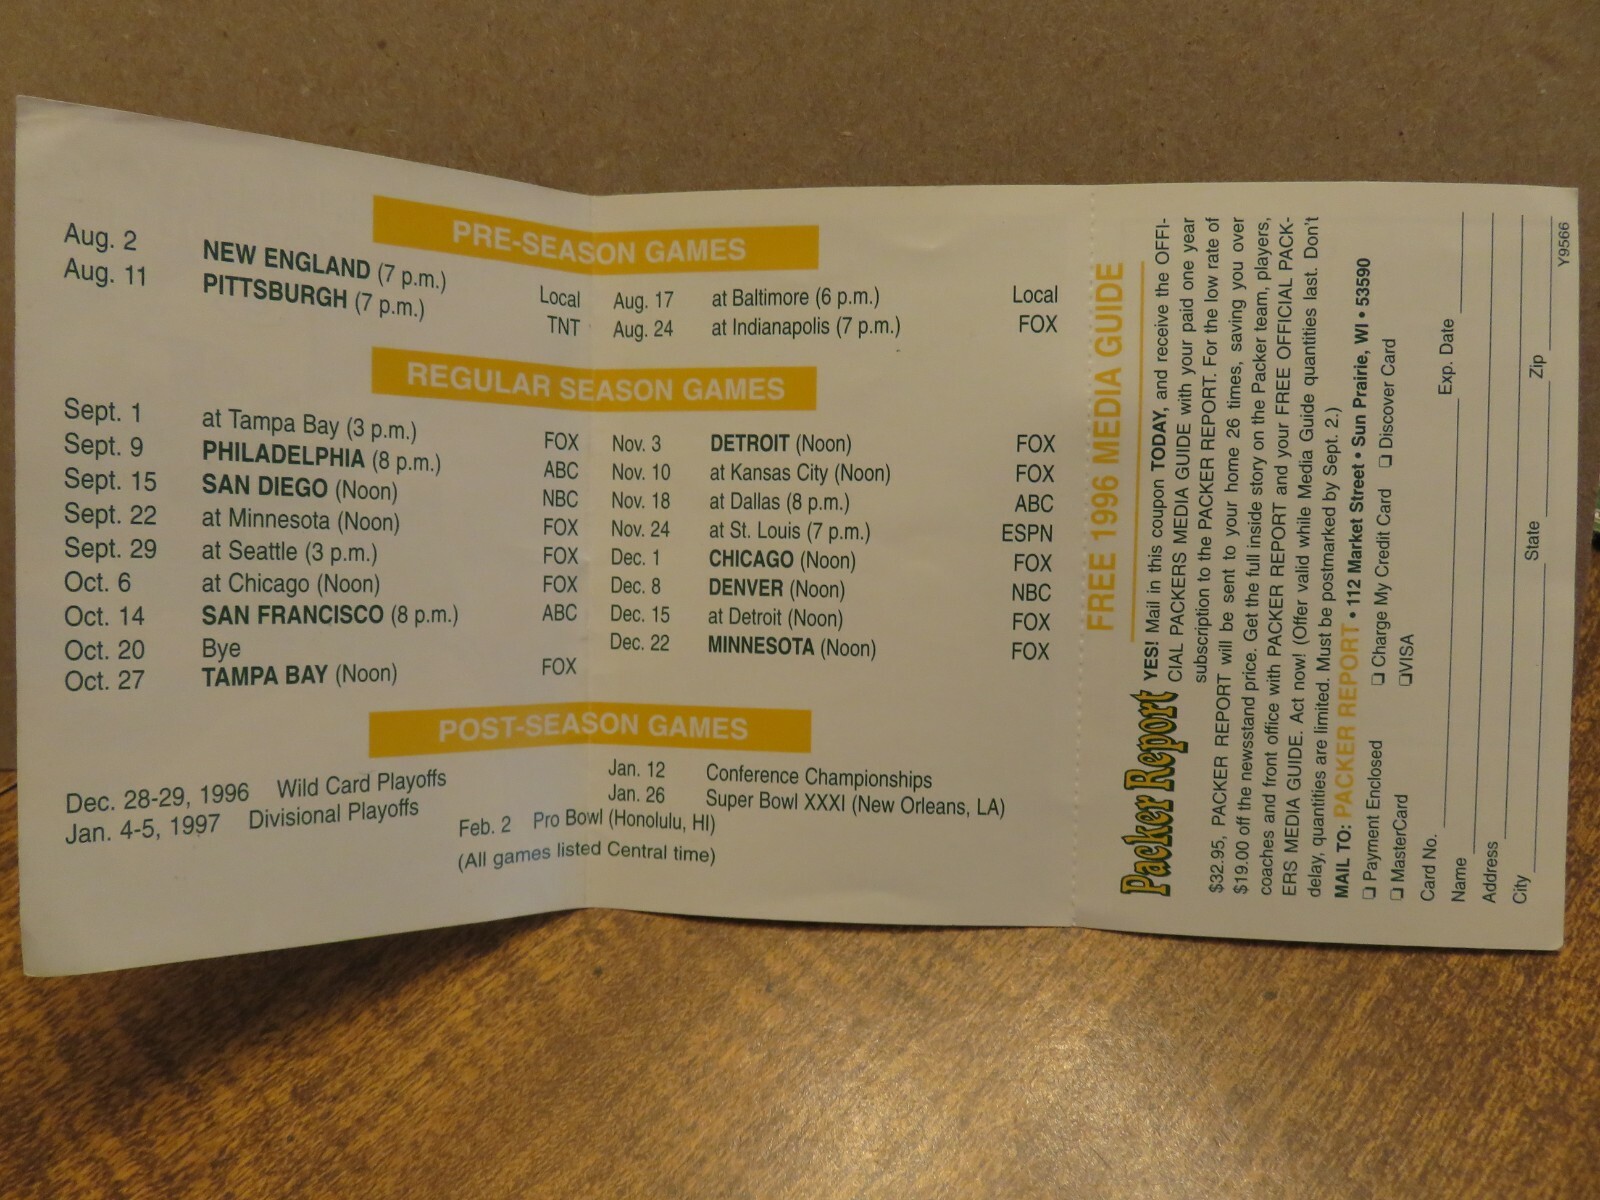 PRE-SEASON GAMES
Aug. 2 NEW ENGLAND (7 p.m.) Local
Aug. 11 PITTSBURGH (7 p.m.) TNT
Aug. 17 at Baltimore (6 p.m.) Local
Aug. 24 at Indianapolis (7 p.m.) FOX
REGULAR SEASON GAMES
Sept. 1 at Tampa Bay (3 p.m.) FOX
Sept. 9 PHILADELPHIA (8 p.m.) ABC
Sept. 15 SAN DIEGO (Noon) NBC
Sept. 22 at Minnesota (Noon) FOX
Sept. 29 at Seattle (3 p.m.) FOX
Oct. 6 at Chicago (Noon) FOX
Oct. 14 SAN FRANCISCO (8 p.m.) ABC
Oct. 20 Bye
Oct. 27 TAMPA BAY (Noon) FOX
Nov. 3 DETROIT (Noon) FOX
Nov. 10 at Kansas City (Noon) FOX
Nov. 18 at Dallas (8 p.m.) ABC
Nov. 24 at St. Louis (7 p.m.) ESPN
Dec. 1 CHICAGO (Noon) FOX
Dec. 8 DENVER (Noon) NBC
Dec. 15 at Detroit (Noon) FOX
Dec. 22 MINNESOTA (Noon) FOX
POST-SEASON GAMES
Dec. 28-29, 1996 Wild Card Playoffs
Jan. 4-5, 1997 Divisional Playoffs
Jan. 12 Conference Championships
Jan. 26 Super Bowl XXXI (New Orleans, LA)
Feb. 2 Pro Bowl (Honolulu, HI)
(All games listed Central time)
FREE 1996 MEDIA GUIDE
Packer Report
YES! Mail in this coupon TODAY, and receive the OFFI-
CIAL PACKERS MEDIA GUIDE with your paid one year
subscription to the PACKER REPORT. For the low rate of
$32.95, PACKER REPORT will be sent to your home 26 times, saving you over
$19.00 off the newsstand price. Get the full inside story on the Packer team, players,
coaches and front office with PACKER REPORT and your FREE OFFICIAL PACK-
ERS MEDIA GUIDE. Act now! (Offer valid while Media Guide quantities last. Don't
delay, quantities are limited. Must be postmarked by Sept. 2.)
MAIL TO: PACKER REPORT • 112 Market Street • Sun Prairie, WI • 53590
❏ Payment Enclosed ❏ Charge My Credit Card ❏ Discover Card
❏ MasterCard ❏VISA
Card No. Exp. Date
Name
Address
City State Zip
Y9566